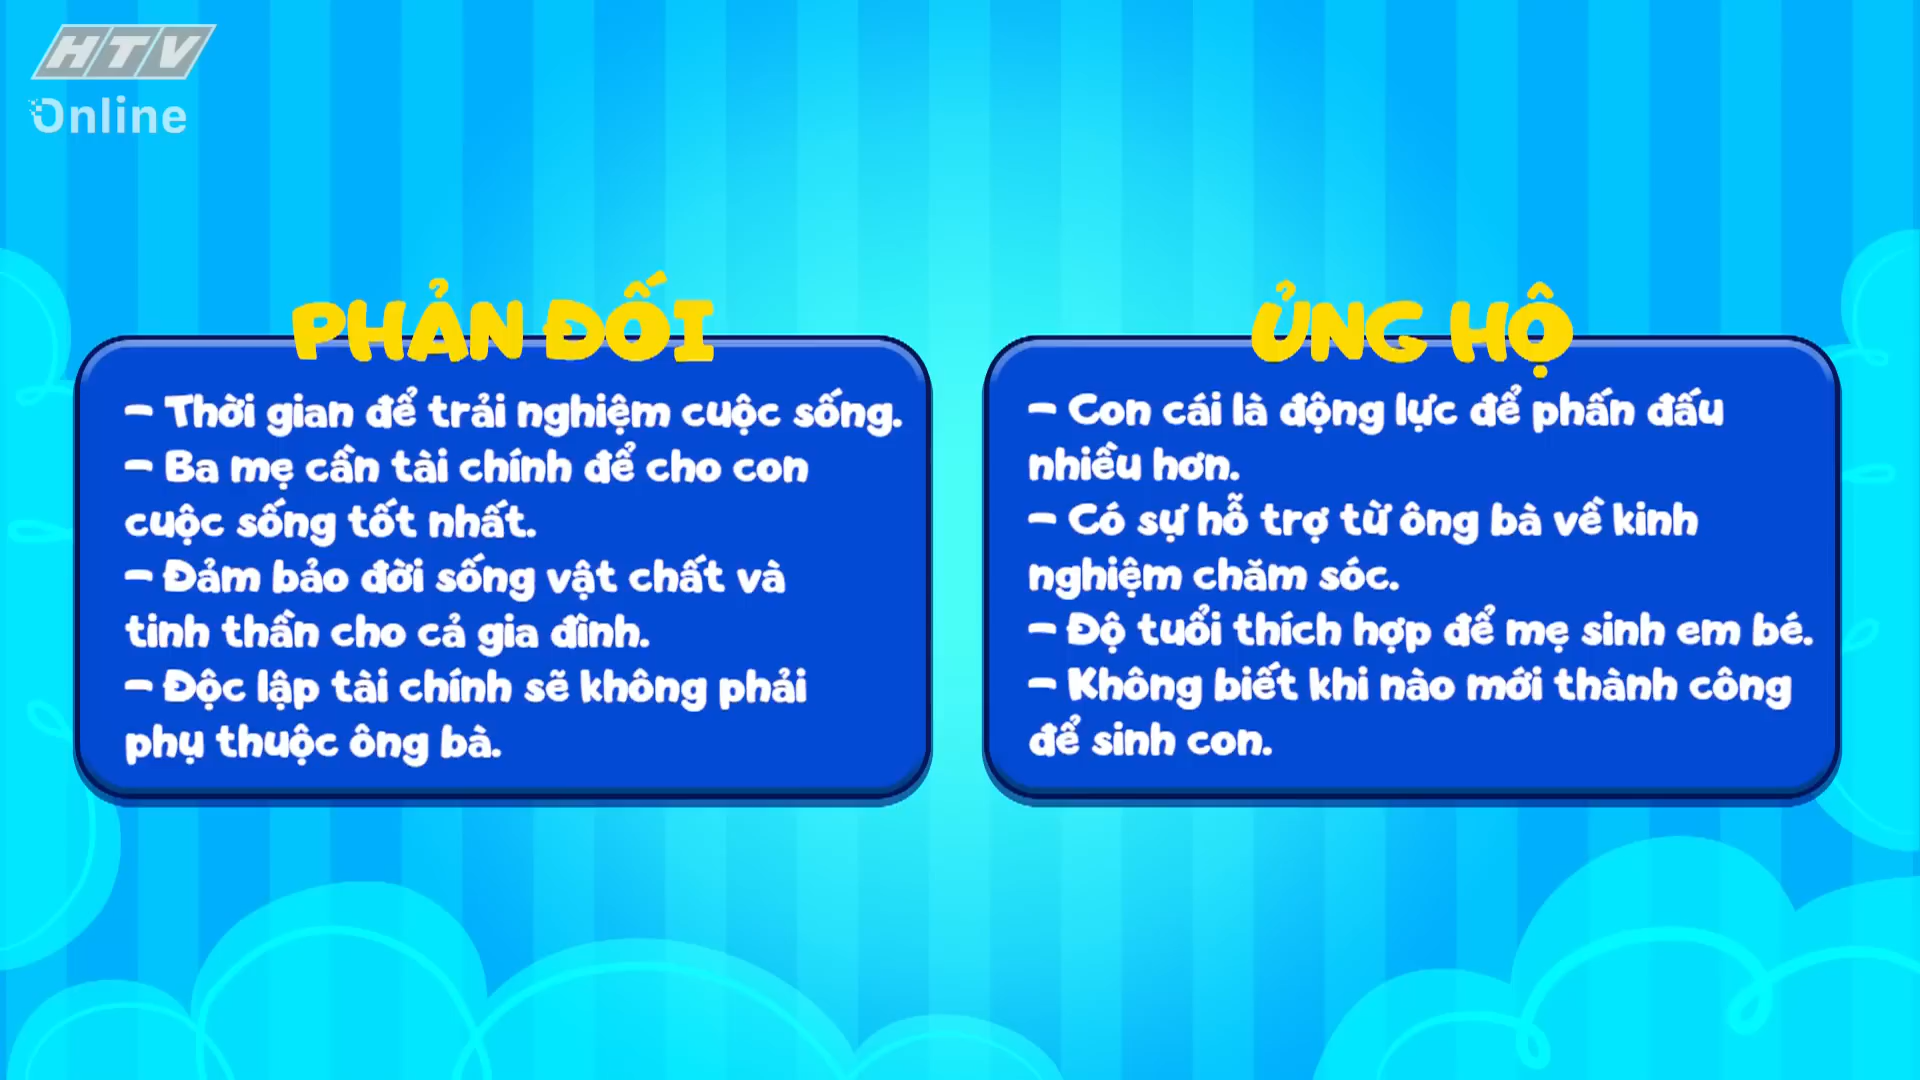 HTV
Online
PHẢN ĐỐI
– Thời gian để trải nghiệm cuộc sống.
– Ba mẹ cần tài chính để cho con
cuộc sống tốt nhất.
– Đảm bảo đời sống vật chất và
tinh thần cho cả gia đình.
– Độc lập tài chính sẽ không phải
phụ thuộc ông bà.
ỦNG HỘ
– Con cái là động lực để phấn đấu
nhiều hơn.
– Có sự hỗ trợ từ ông bà về kinh
nghiệm chăm sóc.
– Độ tuổi thích hợp để mẹ sinh em bé.
– Không biết khi nào mới thành công
để sinh con.